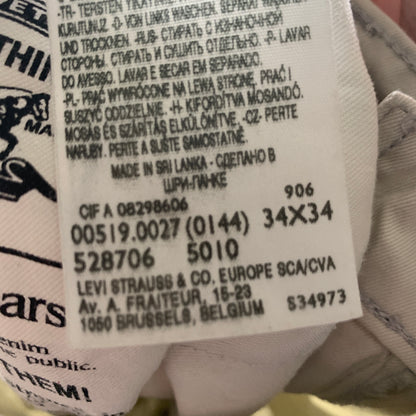 -TR- TERSTEN
KURUTUNUZ -D- VON LINKS WASCHEN, SEPARAT WASCHEN
UND TROCKNEN -RUS- СТИРАТЬ С ИЗНАНОЧНОЙ
СТОРОНЫ. СТИРАТЬ И СУШИТЬ ОТДЕЛЬНО. -P- LAVAR
DO AVESSO. LAVAR E SECAR EM SEPARADO.
-PL- PRAĆ WYWRÓCONE NA LEWĄ STRONĘ, PRAĆ I
SUSZYĆ ODDZIELNIE. -H- KIFORDÍTVA MOSANDÓ.
MOSÁS ÉS SZÁRÍTÁS ELKÜLÖNÍTVE. -CZ- PERTE
NARUBY. PERTE A SUŠTE SAMOSTATNĚ.
MADE IN SRI LANKA - СДЕЛАНО В
ШРИ-ЛАНКЕ
CIF A 08298606 906
00519.0027 (0144) 34X34
528706 5010
LEVI STRAUSS & CO. EUROPE SCA/CVA
Av. A. FRAITEUR, 15-23
1050 BRUSSELS, BELGIUM S34973
THIN
MA
ars
enim
e public.
THEM!